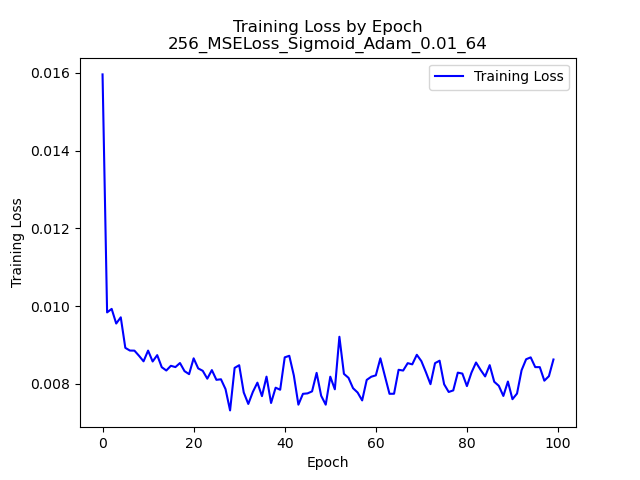 Training Loss by Epoch
256_MSELoss_Sigmoid_Adam_0.01_64
Training Loss
0.016
0.014
0.012
0.010
0.008
Training Loss
0
20
40
60
80
100
Epoch